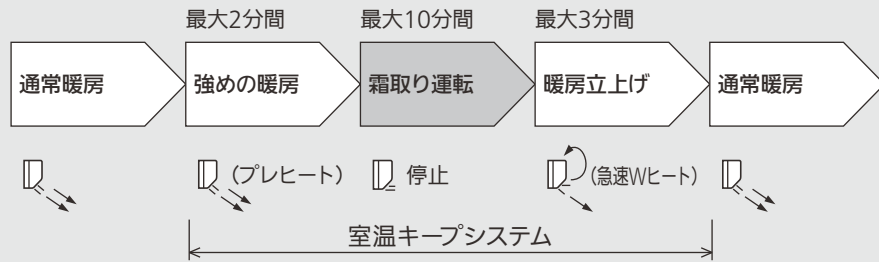 最大2分間
最大10分間
最大3分間
通常暖房
強めの暖房
霜取り運転
暖房立上げ
通常暖房
(プレヒート)
停止
(急速Wヒート)
室温キープシステム